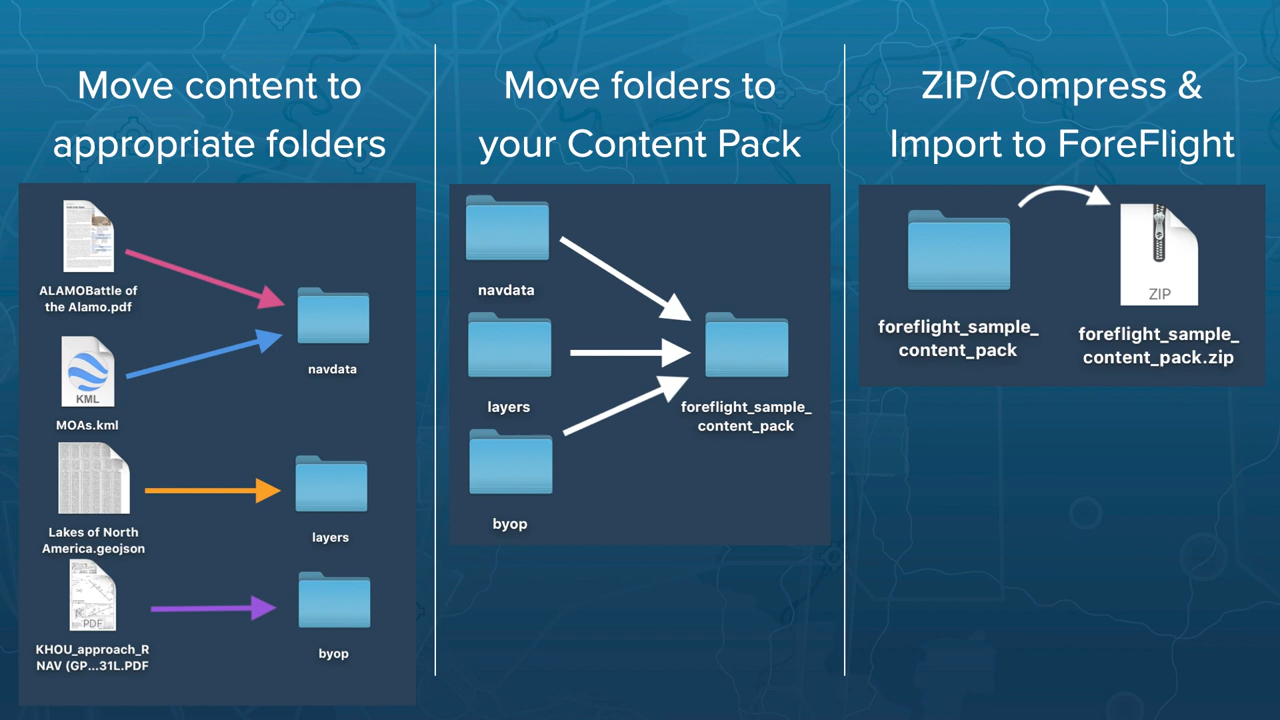 Move content to
appropriate folders
ALAMOBattle of
the Alamo.pdf
KML
MOAs.kml
navdata
Lakes of North
America.geojson
layers
PDF
KHOU_approach_R
NAV (GP...31L.PDF
byop
Move folders to
your Content Pack
navdata
layers
byop
foreflight_sample_
content_pack
ZIP/Compress &
Import to ForeFlight
foreflight_sample_
content_pack
ZIP
foreflight_sample_
content_pack.zip